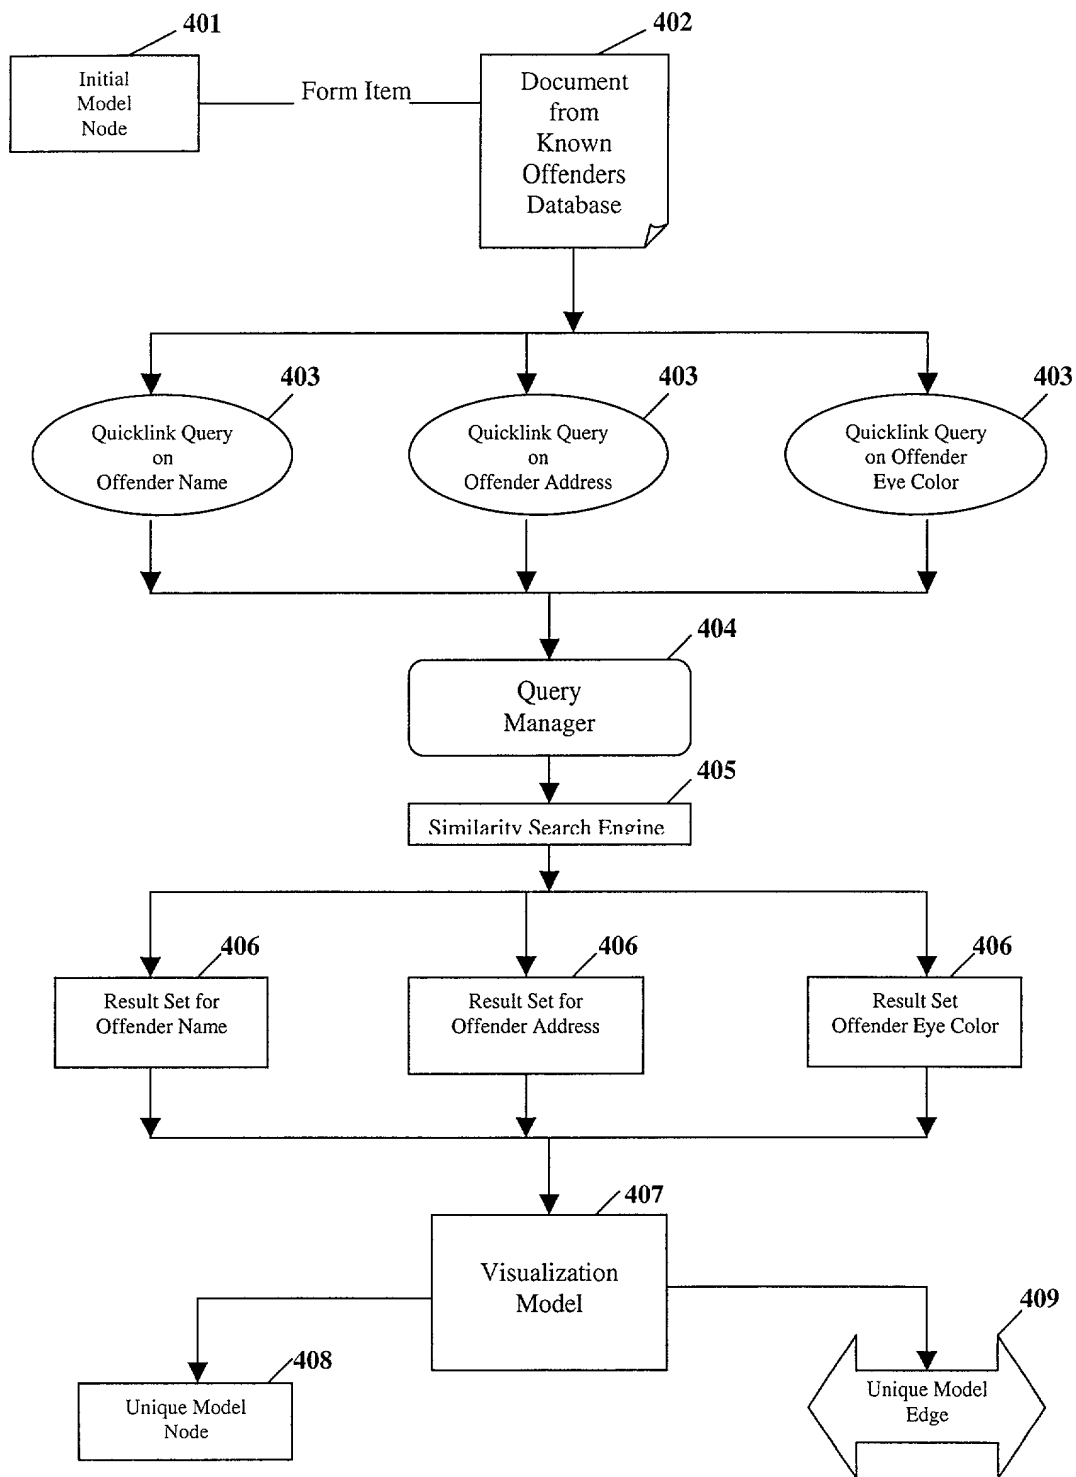 401
402
Initial
Model
Node
Form Item
Document
from
Known
Offenders
Database
403
403
403
Quicklink Query
on
Offender Name
Quicklink Query
on
Offender Address
Quicklink Query
on Offender
Eye Color
404
Query
Manager
405
Similarity Search Engine
406
406
406
Result Set for
Offender Name
Result Set for
Offender Address
Result Set
Offender Eye Color
407
Visualization
Model
408
409
Unique Model
Node
Unique Model
Edge